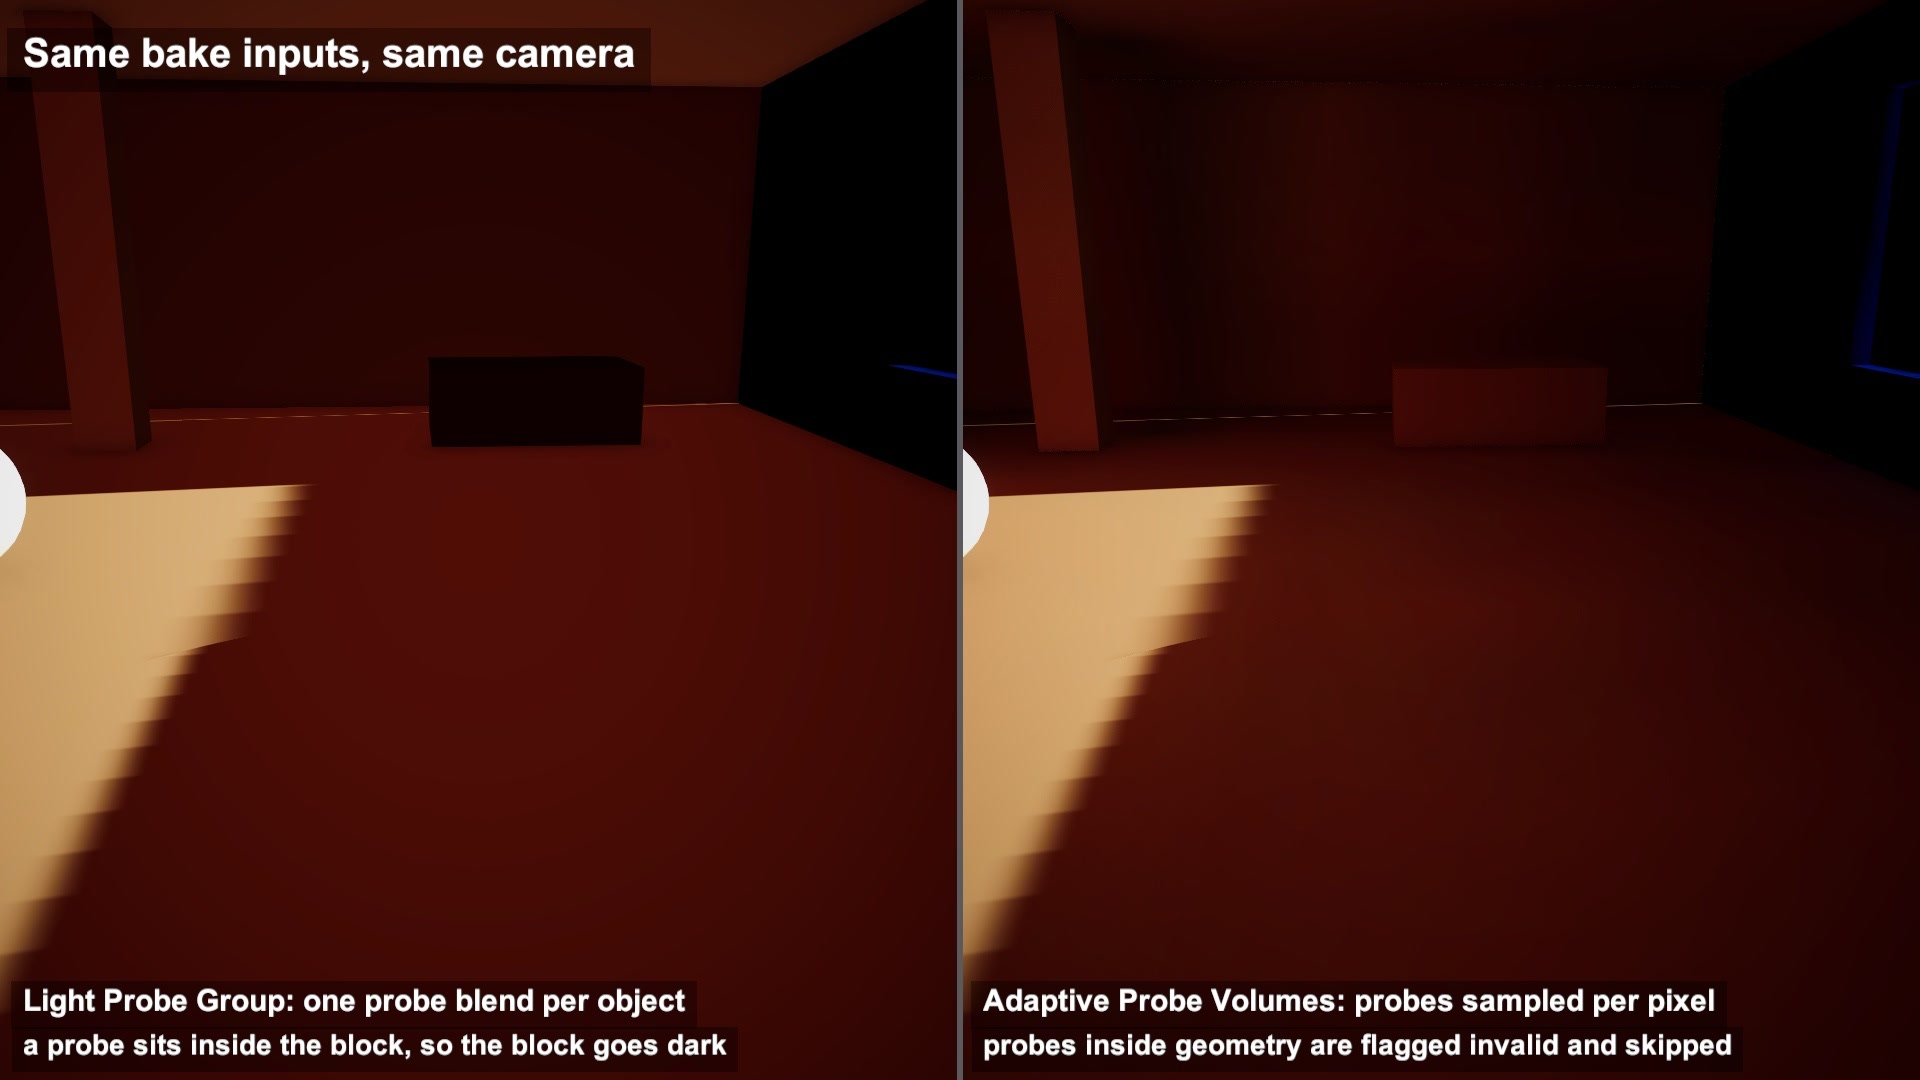 Same bake inputs, same camera
Light Probe Group: one probe blend per object
a probe sits inside the block, so the block goes dark
Adaptive Probe Volumes: probes sampled per pixel
probes inside geometry are flagged invalid and skipped